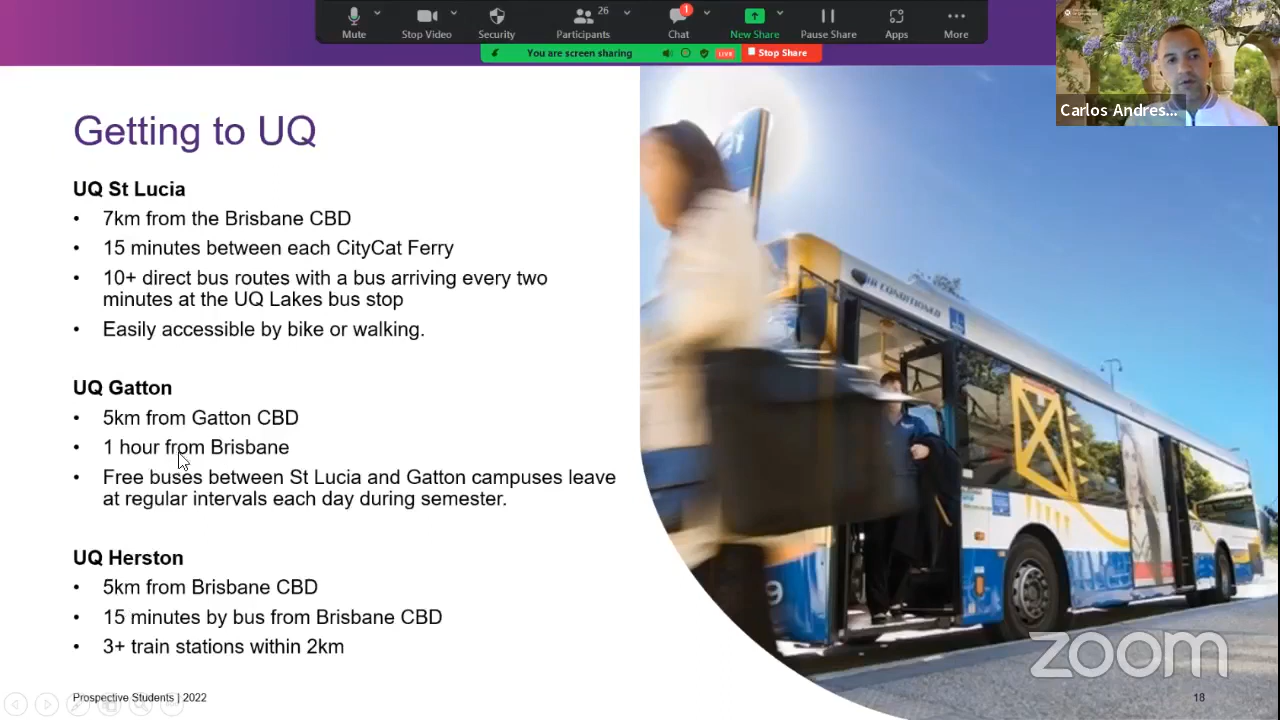 Mute
Stop Video
Security
26
Participants
1
Chat
New Share
Pause Share
Apps
More
You are screen sharing
LIVE
Stop Share
Carlos Andres...
Getting to UQ
UQ St Lucia
• 7km from the Brisbane CBD
• 15 minutes between each CityCat Ferry
• 10+ direct bus routes with a bus arriving every two
minutes at the UQ Lakes bus stop
• Easily accessible by bike or walking.
UQ Gatton
• 5km from Gatton CBD
• 1 hour from Brisbane
• Free buses between St Lucia and Gatton campuses leave
at regular intervals each day during semester.
UQ Herston
• 5km from Brisbane CBD
• 15 minutes by bus from Brisbane CBD
• 3+ train stations within 2km
AIR CONDITIONED
9
zoom
Prospective Students | 2022
18